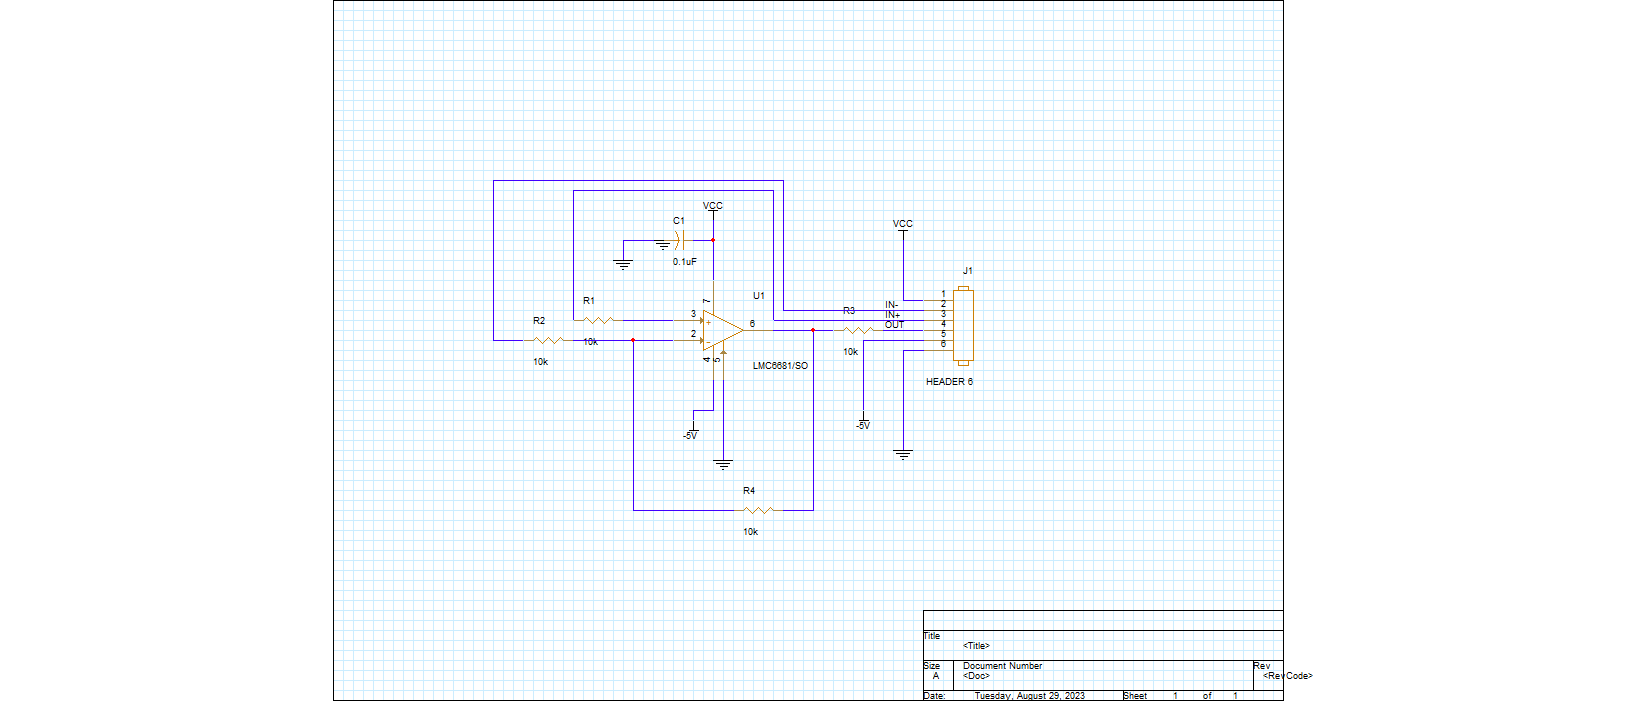 VCC
C1
0.1uF
VCC
J1
R1
10k
R2
10k
U1
7
3
+
2
-
6
4
5
LMC6681/SO
R3
10k
IN-
IN+
OUT
1
2
3
4
5
6
HEADER 6
-5V
-5V
R4
10k
Title
<Title>
Size
A
Document Number
<Doc>
Rev
<RevCode>
Date:
Tuesday, August 29, 2023
Sheet
1
of
1